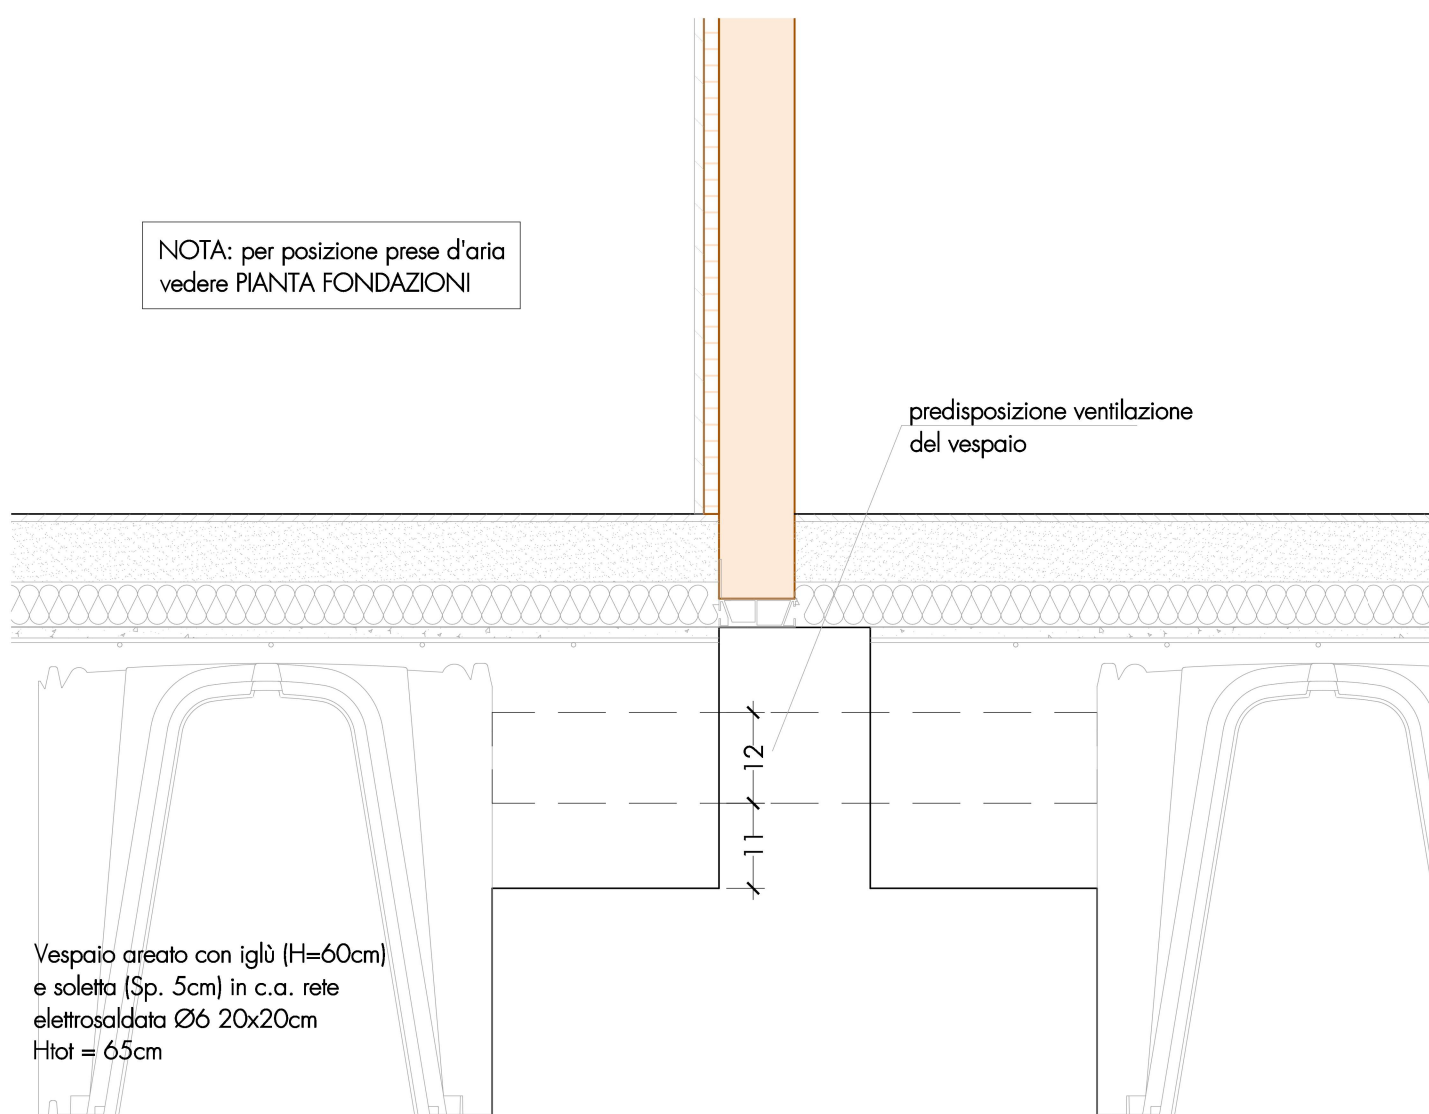 NOTA: per posizione prese d'aria
vedere PIANTA FONDAZIONI
predisposizione ventilazione
del vespaio
12
11
Vespaio areato con iglù (H=60cm)
e soletta (Sp. 5cm) in c.a. rete
elettrosaldata Ø6 20x20cm
Htot = 65cm